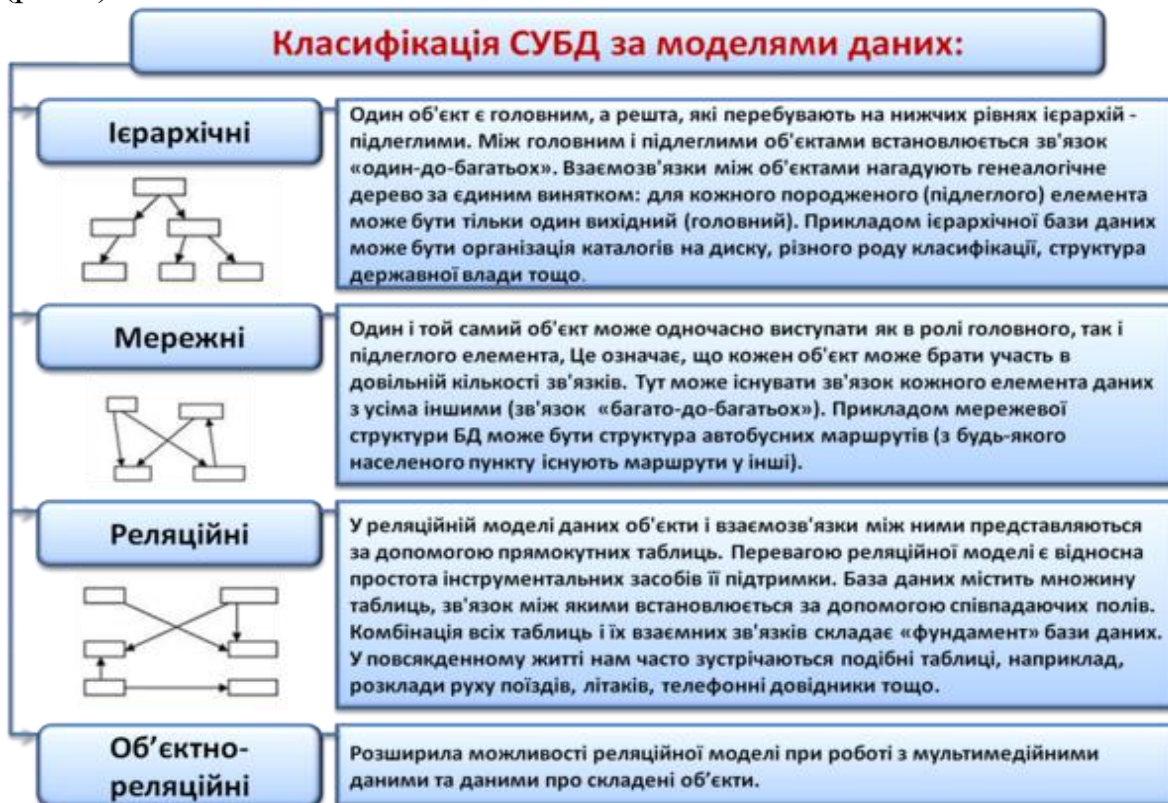 Класифікація СУБД за моделями даних:
Ієрархічні
Один об'єкт є головним, а решта, які перебувають на нижчих рівнях ієрархій -
підлеглими. Між головним і підлеглими об'єктами встановлюється зв'язок
«один-до-багатьох». Взаємозв'язки між об'єктами нагадують генеалогічне
дерево за єдиним винятком: для кожного породженого (підлеглого) елемента
може бути тільки один вихідний (головний). Прикладом ієрархічної бази даних
може бути організація каталогів на диску, різного роду класифікації, структура
державної влади тощо.
Мережні
Один і той самий об'єкт може одночасно виступати як в ролі головного, так і
підлеглого елемента, Це означає, що кожен об'єкт може брати участь в
довільній кількості зв'язків. Тут може існувати зв'язок кожного елемента даних
з усіма іншими (зв'язок «багато-до-багатьох»). Прикладом мережевої
структури БД може бути структура автобусних маршрутів (з будь-якого
населеного пункту існують маршрути у інші).
Реляційні
У реляційній моделі даних об'єкти і взаємозв'язки між ними представляються
за допомогою прямокутних таблиць. Перевагою реляційної моделі є відносна
простота інструментальних засобів її підтримки. База даних містить множину
таблиць, зв'язок між якими встановлюється за допомогою співпадаючих полів.
Комбінація всіх таблиць і їх взаємних зв'язків складає «фундамент» бази даних.
У повсякденному житті нам часто зустрічаються подібні таблиці, наприклад,
розклади руху поїздів, літаків, телефонні довідники тощо.
Об’єктно-
реляційні
Розширила можливості реляційної моделі при роботі з мультимедійними
даними та даними про складені об’єкти.